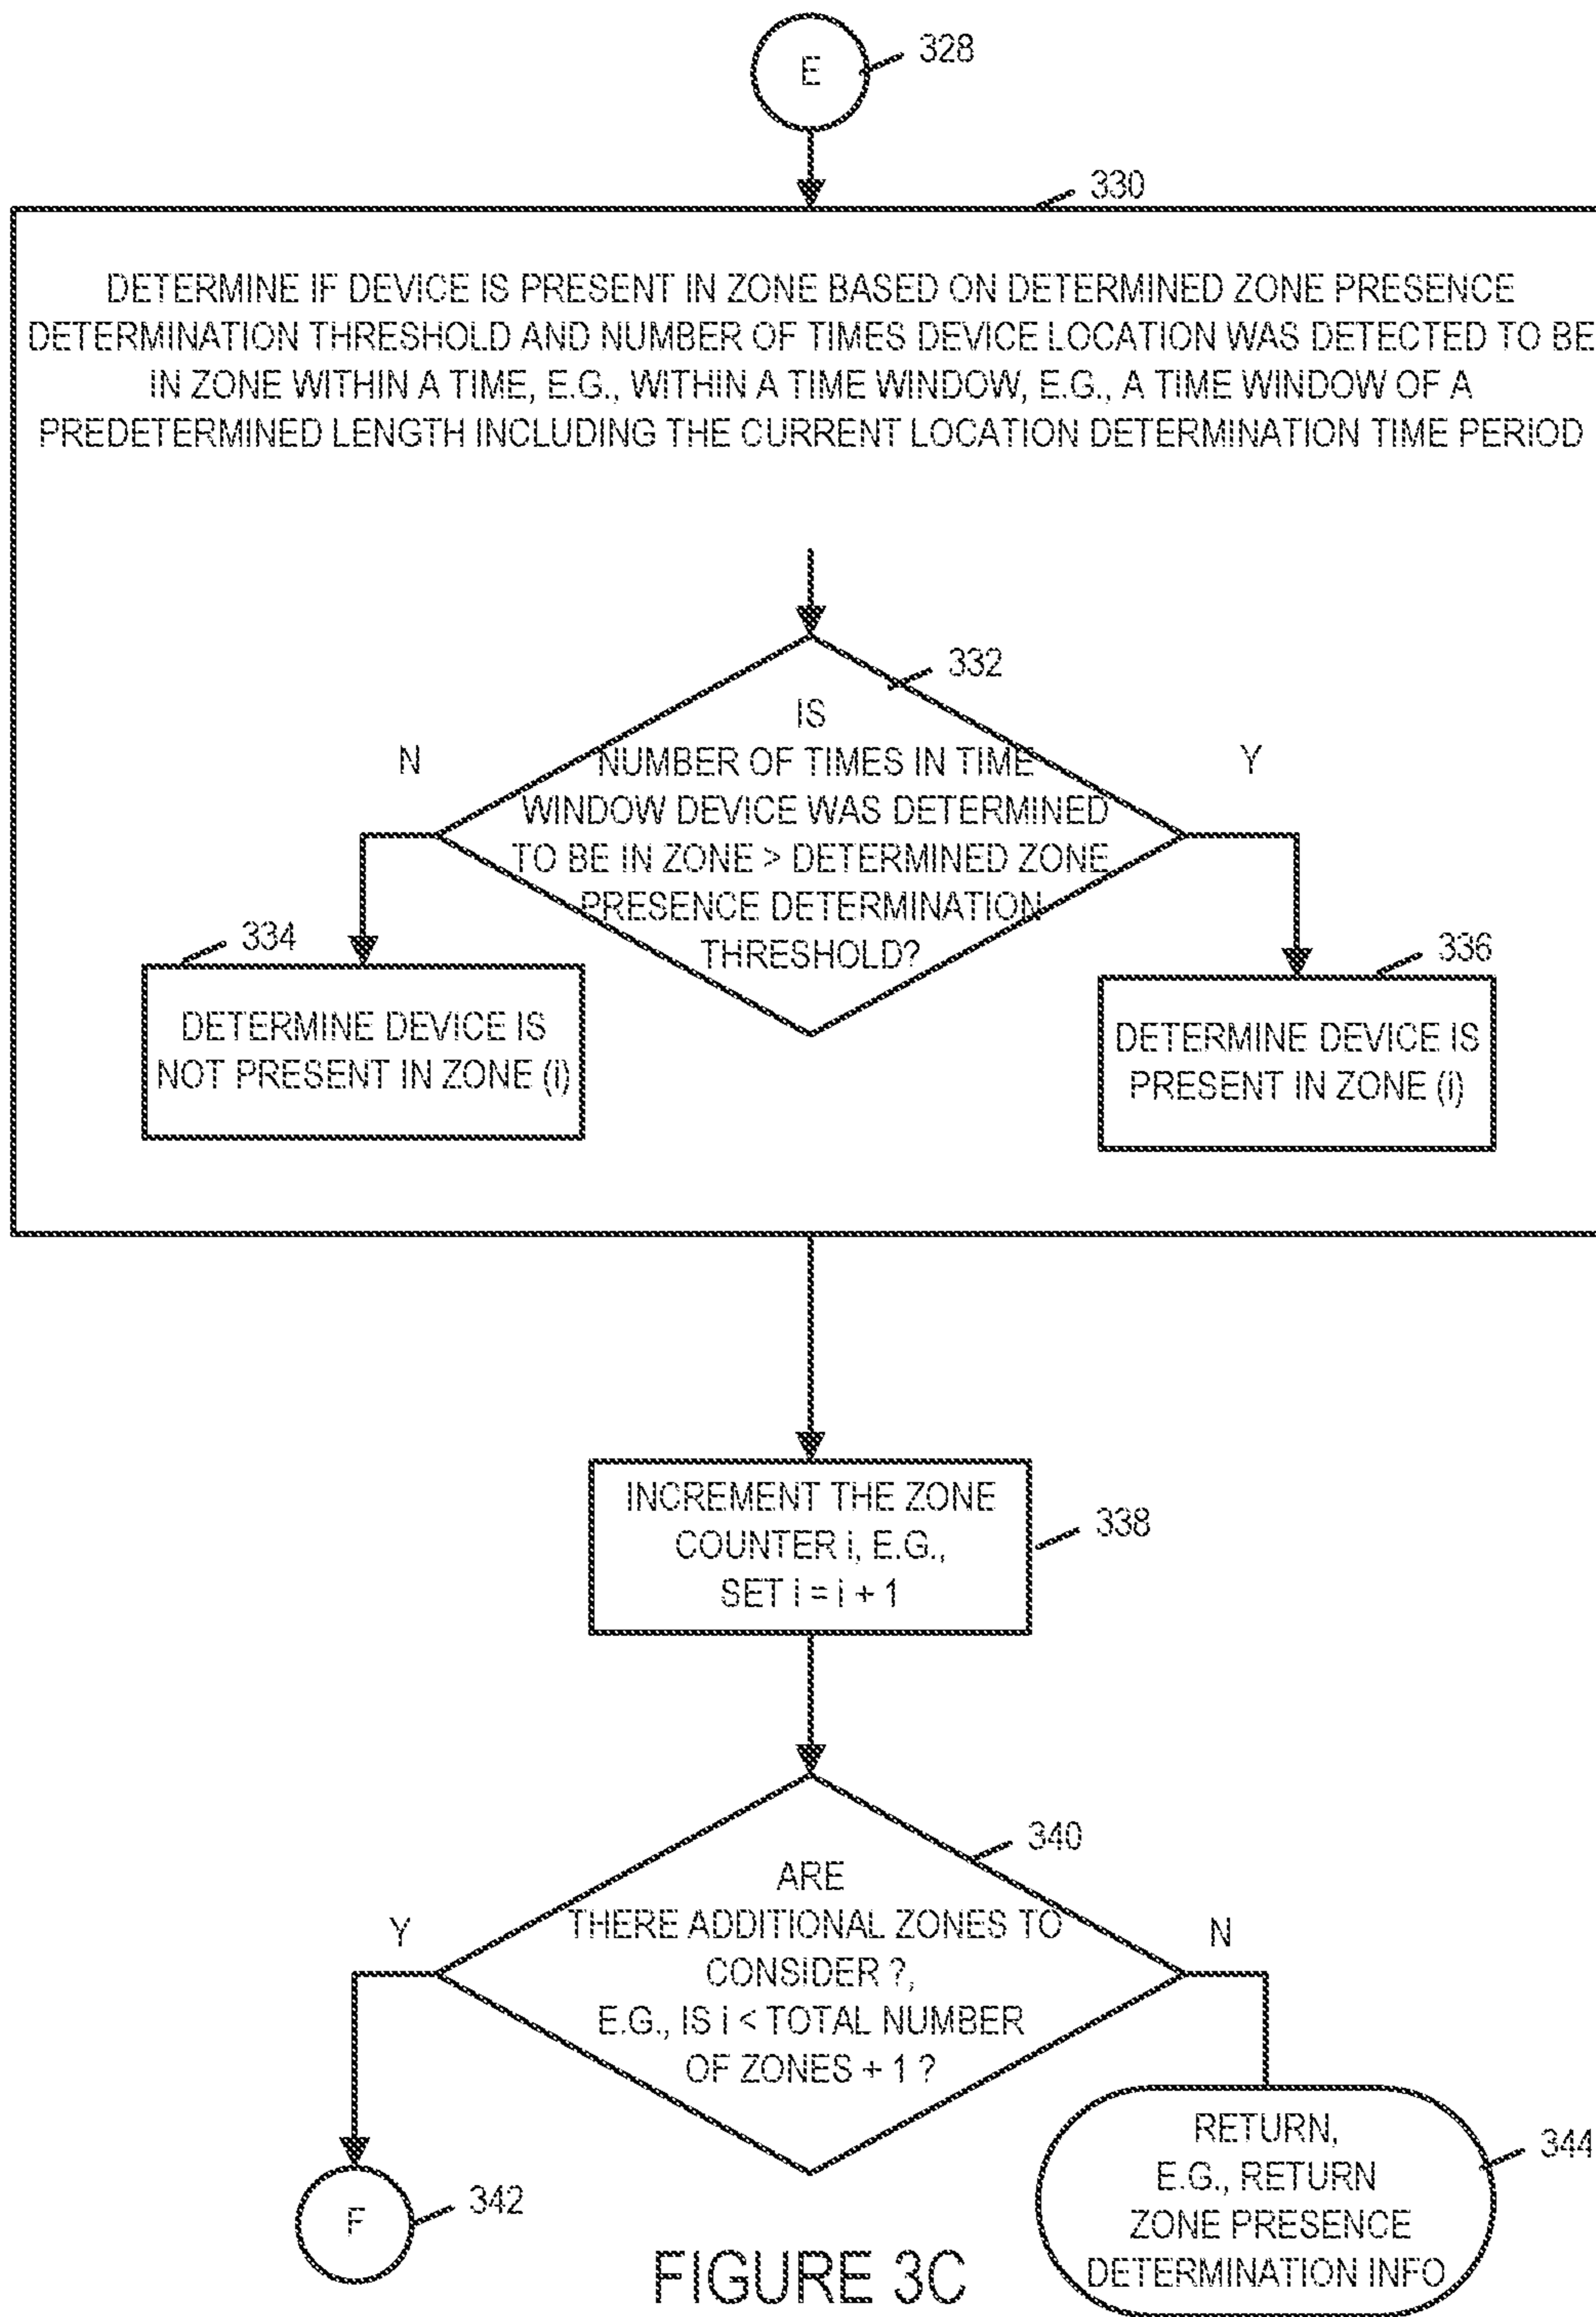 E
328
330
DETERMINE IF DEVICE IS PRESENT IN ZONE BASED ON DETERMINED ZONE PRESENCE
DETERMINATION THRESHOLD AND NUMBER OF TIMES DEVICE LOCATION WAS DETECTED TO BE
IN ZONE WITHIN A TIME, E.G., WITHIN A TIME WINDOW, E.G., A TIME WINDOW OF A
PREDETERMINED LENGTH INCLUDING THE CURRENT LOCATION DETERMINATION TIME PERIOD
332
N
Y
IS
NUMBER OF TIMES IN TIME
WINDOW DEVICE WAS DETERMINED
TO BE IN ZONE > DETERMINED ZONE
PRESENCE DETERMINATION
THRESHOLD?
334
DETERMINE DEVICE IS
NOT PRESENT IN ZONE (i)
336
DETERMINE DEVICE IS
PRESENT IN ZONE (i)
INCREMENT THE ZONE
COUNTER i, E.G.,
SET i = i + 1
338
340
Y
N
ARE
THERE ADDITIONAL ZONES TO
CONSIDER ?,
E.G., IS i < TOTAL NUMBER
OF ZONES + 1 ?
F
342
RETURN,
E.G., RETURN
ZONE PRESENCE
DETERMINATION INFO
344
FIGURE 3C